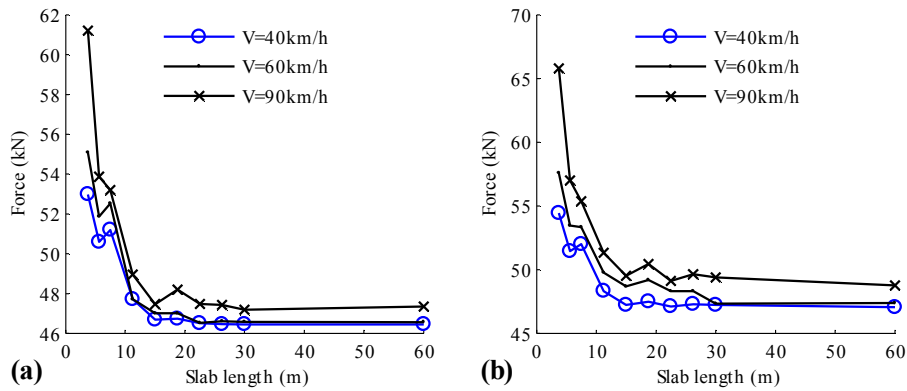 62
60
58
56
54
52
50
48
46
Force (kN)
V=40km/h
V=60km/h
V=90km/h
0 10 20 30 40 50 60
Slab length (m)
(a)
70
65
60
55
50
45
Force (kN)
V=40km/h
V=60km/h
V=90km/h
0 10 20 30 40 50 60
Slab length (m)
(b)